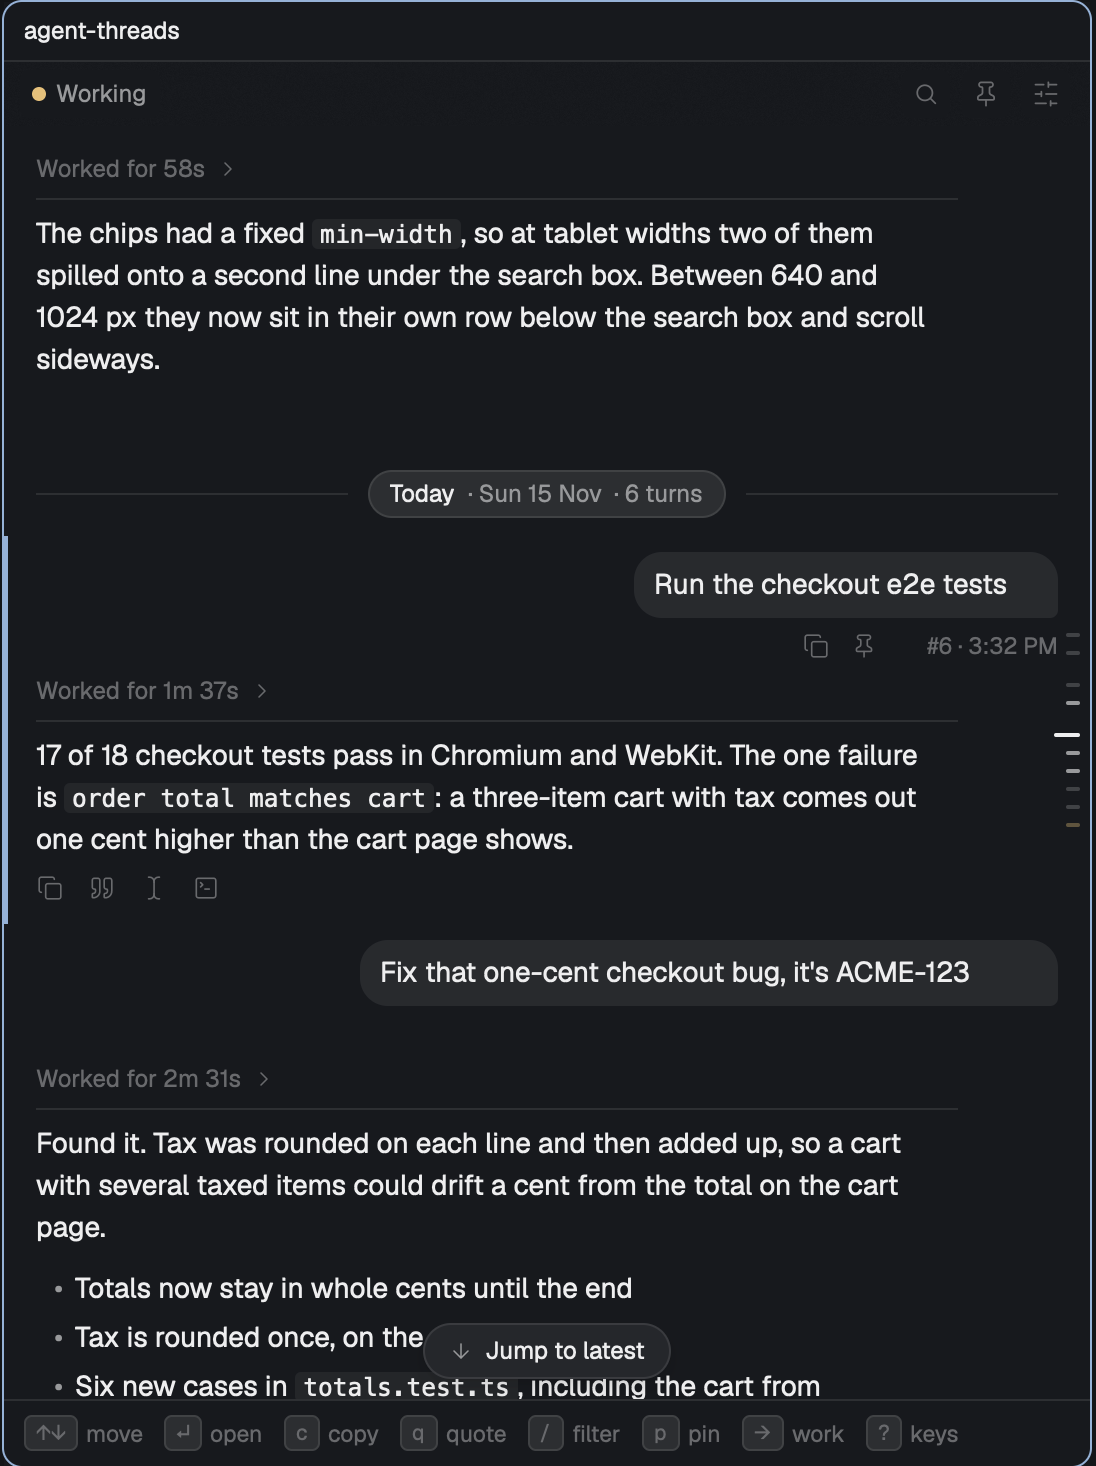 agent-threads
Working
Worked for 58s
The chips had a fixed min-width, so at tablet widths two of them
spilled onto a second line under the search box. Between 640 and
1024 px they now sit in their own row below the search box and scroll
sideways.
Today · Sun 15 Nov · 6 turns
Run the checkout e2e tests
#6 · 3:32 PM
Worked for 1m 37s
17 of 18 checkout tests pass in Chromium and WebKit. The one failure
is order total matches cart: a three-item cart with tax comes out
one cent higher than the cart page shows.
Fix that one-cent checkout bug, it's ACME-123
Worked for 2m 31s
Found it. Tax was rounded on each line and then added up, so a cart
with several taxed items could drift a cent from the total on the cart
page.
• Totals now stay in whole cents until the end
• Tax is rounded once, on the
↓ Jump to latest
• Six new cases in totals.test.ts, including the cart from
↑↓ move ↵ open c copy q quote / filter p pin → work ? keys